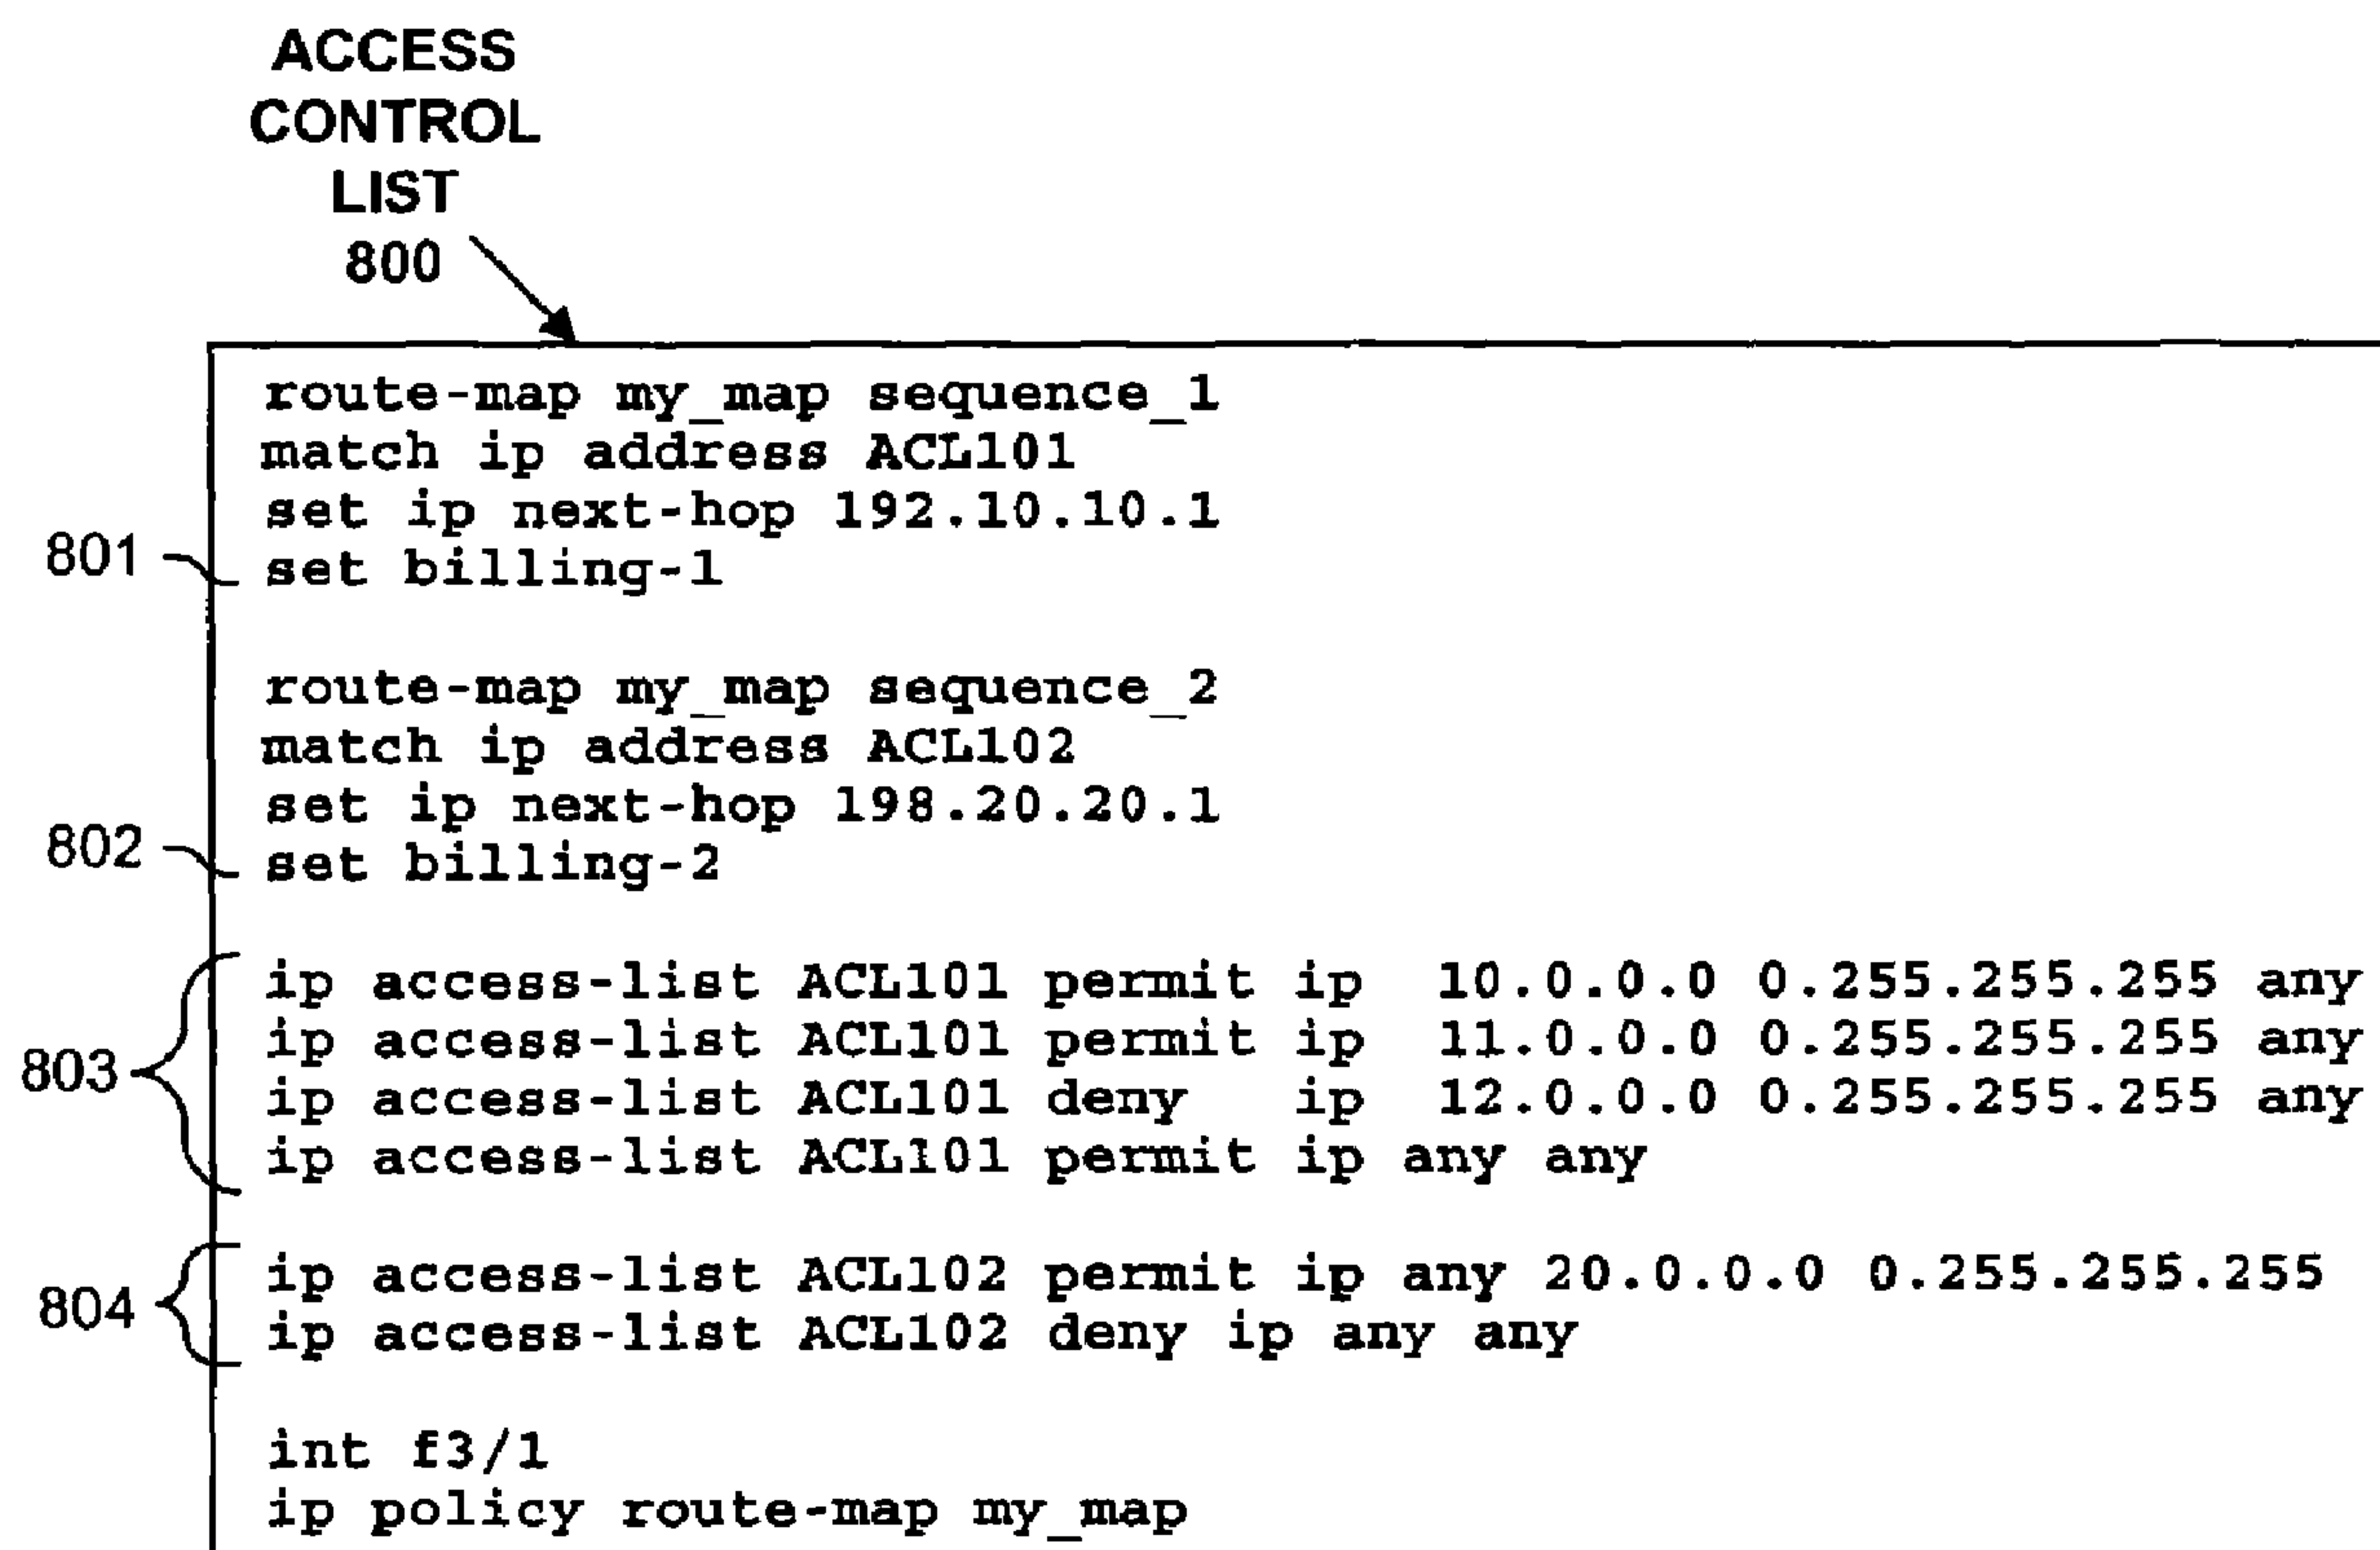 ACCESS
CONTROL
LIST
800
route-map my_map sequence_1
match ip address ACL101
set ip next-hop 192.10.10.1
801 set billing-1
route-map my_map sequence_2
match ip address ACL102
set ip next-hop 198.20.20.1
802 set billing-2
803
ip access-list ACL101 permit ip 10.0.0.0 0.255.255.255 any
ip access-list ACL101 permit ip 11.0.0.0 0.255.255.255 any
ip access-list ACL101 deny ip 12.0.0.0 0.255.255.255 any
ip access-list ACL101 permit ip any any
804
ip access-list ACL102 permit ip any 20.0.0.0 0.255.255.255
ip access-list ACL102 deny ip any any
int f3/1
ip policy route-map my_map